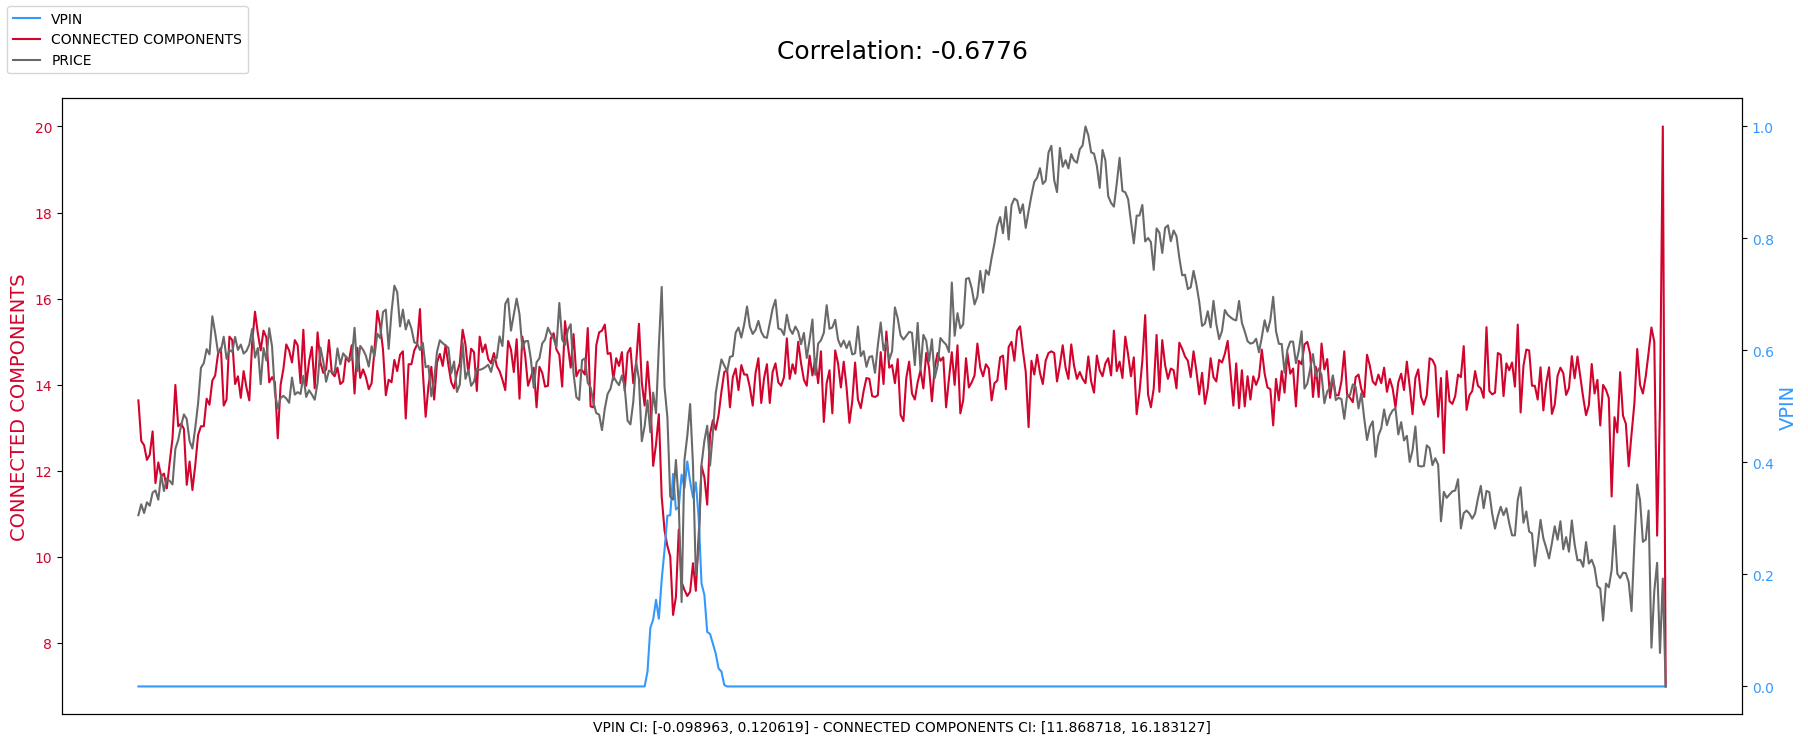 VPIN
CONNECTED COMPONENTS
PRICE
Correlation: -0.6776
CONNECTED COMPONENTS
20
18
16
14
12
10
8
1.0
0.8
0.6
0.4
0.2
0.0
VPIN
VPIN CI: [-0.098963, 0.120619] - CONNECTED COMPONENTS CI: [11.868718, 16.183127]